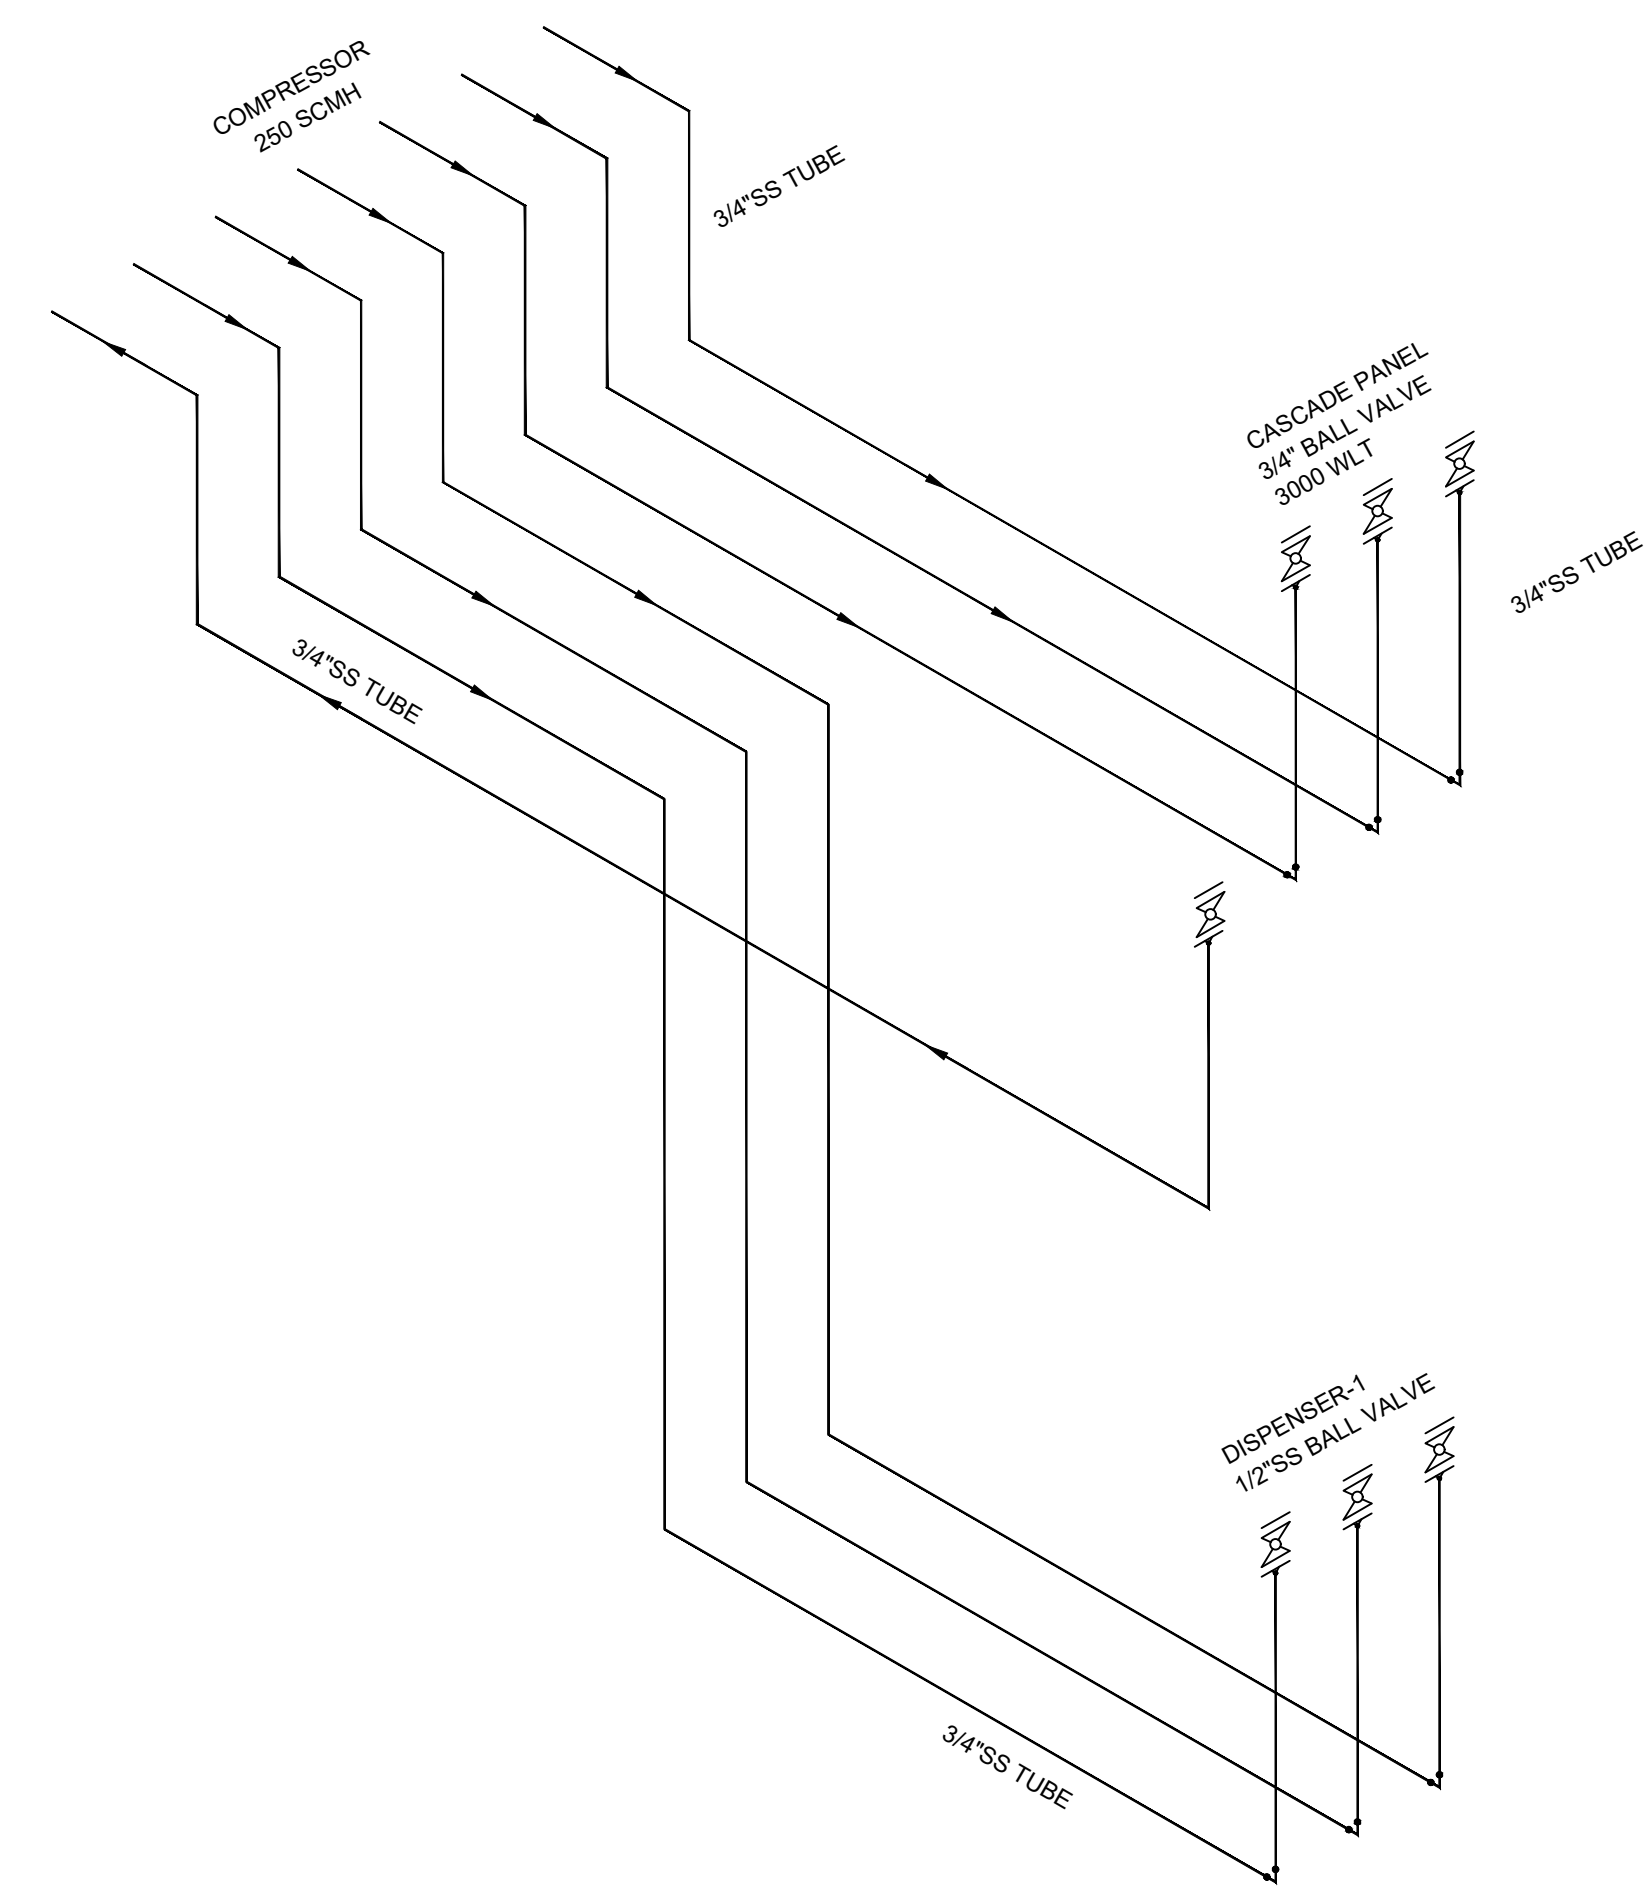 COMPRESSOR
250 SCMH
3/4"SS TUBE
CASCADE PANEL
3/4" BALL VALVE
3000 WLT
3/4"SS TUBE
3/4"SS TUBE
DISPENSER-1
1/2"SS BALL VALVE
3/4"SS TUBE